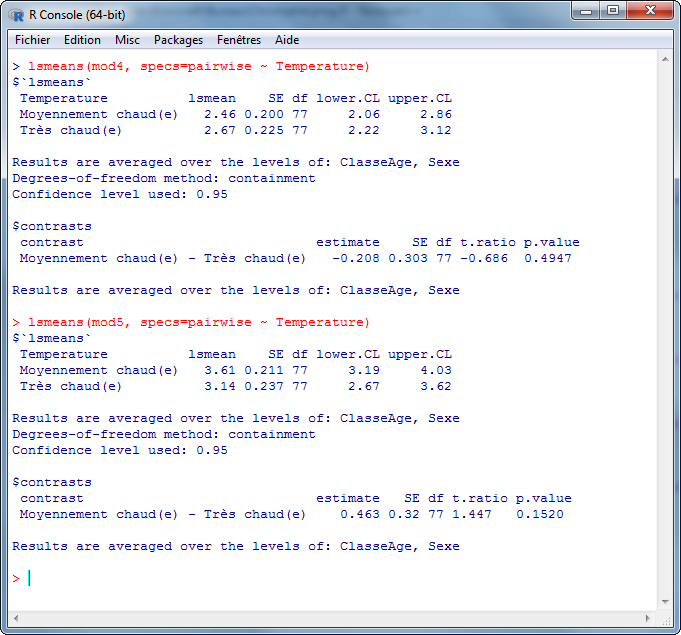 R Console (64-bit)
Fichier Edition Misc Packages Fenêtres Aide
> lsmeans(mod4, specs=pairwise ~ Temperature)
$`lsmeans`
 Temperature          lsmean    SE df lower.CL upper.CL
 Moyennement chaud(e)   2.46 0.200 77     2.06     2.86
 Très chaud(e)          2.67 0.225 77     2.22     3.12
Results are averaged over the levels of: ClasseAge, Sexe
Degrees-of-freedom method: containment
Confidence level used: 0.95
$contrasts
 contrast                             estimate    SE df t.ratio p.value
 Moyennement chaud(e) - Très chaud(e)   -0.208 0.303 77 -0.686  0.4947
Results are averaged over the levels of: ClasseAge, Sexe
> lsmeans(mod5, specs=pairwise ~ Temperature)
$`lsmeans`
 Temperature          lsmean    SE df lower.CL upper.CL
 Moyennement chaud(e)   3.61 0.211 77     3.19     4.03
 Très chaud(e)          3.14 0.237 77     2.67     3.62
Results are averaged over the levels of: ClasseAge, Sexe
Degrees-of-freedom method: containment
Confidence level used: 0.95
$contrasts
 contrast                             estimate   SE df t.ratio p.value
 Moyennement chaud(e) - Très chaud(e)    0.463 0.32 77 1.447   0.1520
Results are averaged over the levels of: ClasseAge, Sexe
>